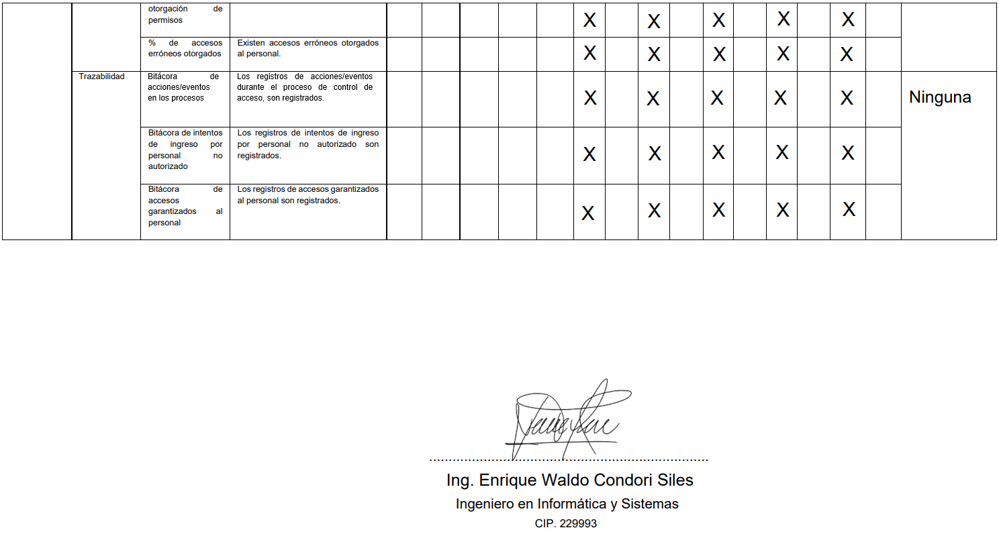 otorgación de
permisos
X X X X X
% de accesos
erróneos otorgados
Existen accesos erróneos otorgados
al personal.
X X X X X
Trazabilidad
Bitácora de
acciones/eventos
en los procesos
Los registros de acciones/eventos
durante el proceso de control de
acceso, son registrados.
X X X X X
Ninguna
Bitácora de intentos
de ingreso por
personal no
autorizado
Los registros de intentos de ingreso
por personal no autorizado son
registrados.
X X X X X
Bitácora de
accesos
garantizados al
personal
Los registros de accesos garantizados
al personal son registrados.
X X X X X
Ing. Enrique Waldo Condori Siles
Ingeniero en Informática y Sistemas
CIP. 229993